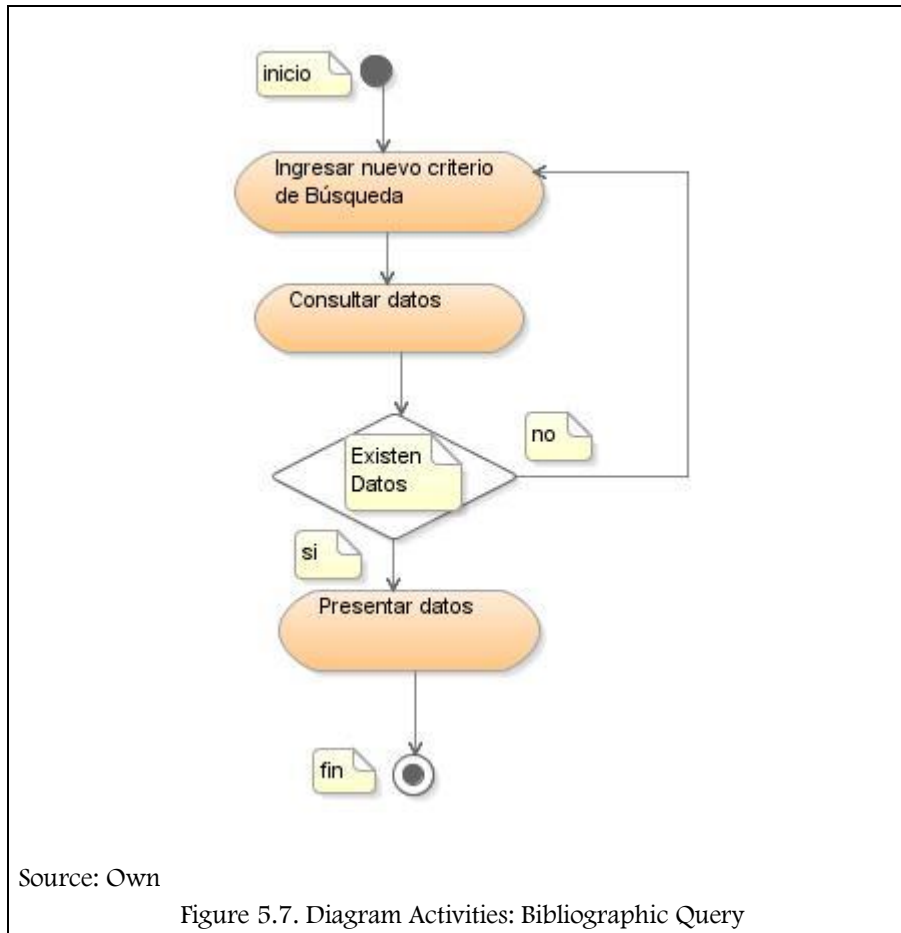 inicio
Ingresar nuevo criterio
de Búsqueda
Consultar datos
Existen
Datos
no
si
Presentar datos
fin
Source: Own
Figure 5.7. Diagram Activities: Bibliographic Query